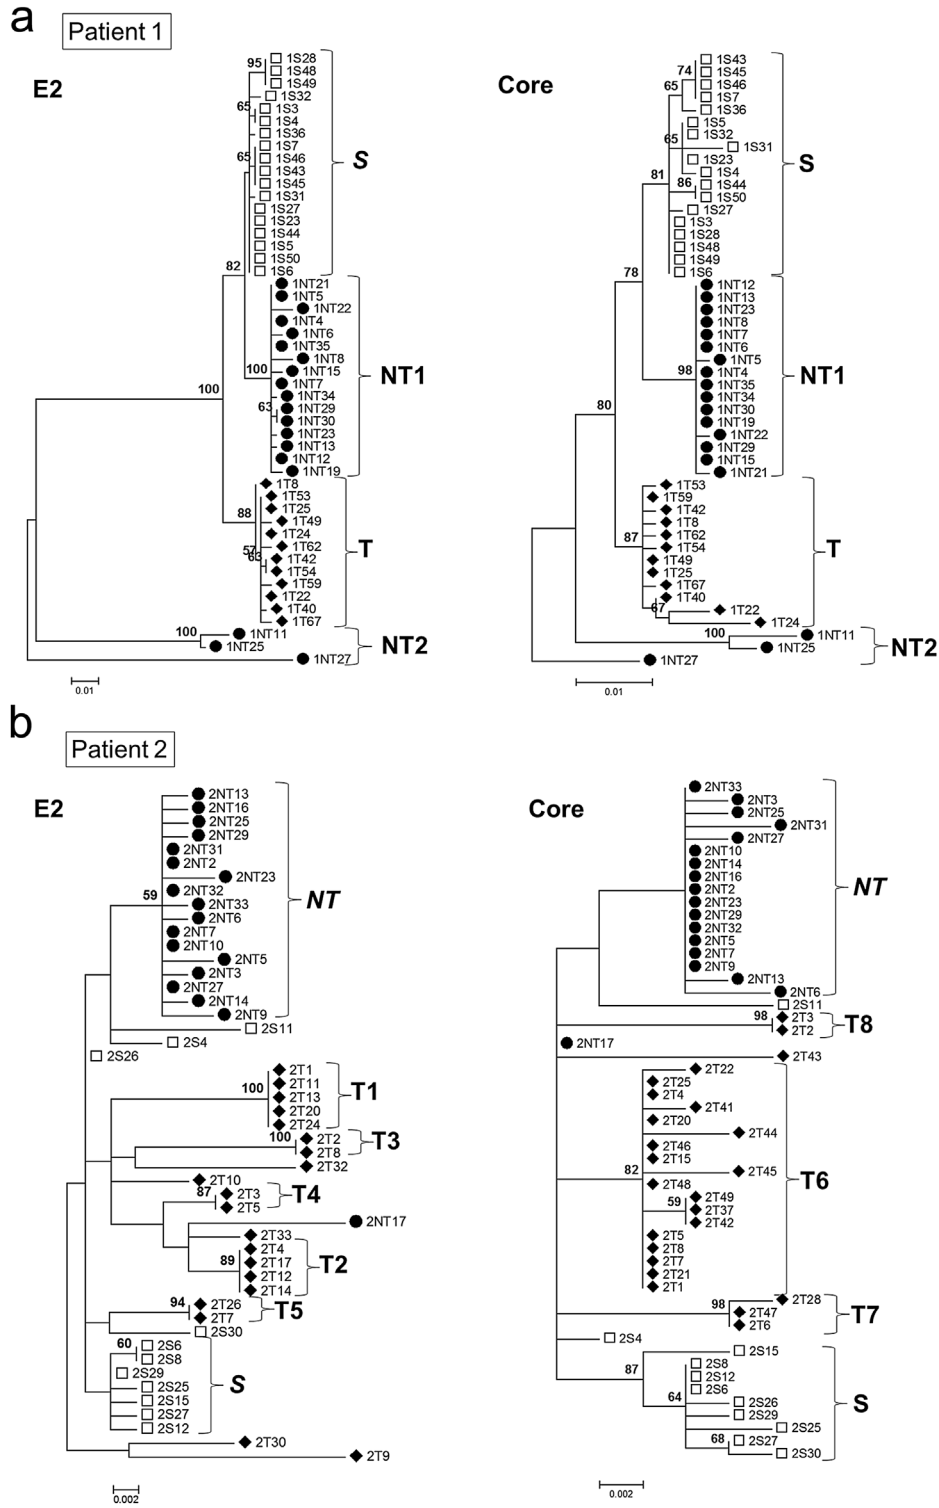 a
Patient 1
E2
95
1S28
1S48
1S49
1S32
65
1S3
1S4
1S36
1S7
65
1S46
1S43
1S45
1S31
1S27
1S23
1S44
1S5
1S50
1S6
S
82
1NT21
1NT5
1NT22
1NT4
1NT6
1NT35
1NT8
100
1NT15
1NT7
1NT34
63
1NT29
1NT30
1NT23
1NT13
1NT12
1NT19
NT1
100
1T8
1T53
1T25
88
1T49
1T24
57
1T62
63
1T42
1T54
1T59
1T22
1T40
1T67
T
100
1NT11
1NT25
1NT27
NT2
0.01
Core
1S43
74
1S45
1S46
65
1S7
1S36
1S5
1S32
65
1S31
1S23
1S4
86
1S44
1S50
1S27
1S3
1S28
1S48
1S49
1S6
S
81
78
1NT12
1NT13
1NT23
1NT8
1NT7
1NT6
1NT5
98
1NT4
1NT35
1NT34
1NT30
1NT19
1NT22
1NT29
1NT15
1NT21
NT1
80
1T53
1T59
1T42
1T8
87
1T62
1T54
1T49
1T25
1T67
1T40
67
1T22
1T24
T
100
1NT11
1NT25
1NT27
NT2
0.01
b
Patient 2
E2
2NT13
2NT16
2NT25
2NT29
2NT31
2NT2
2NT23
59
2NT32
2NT33
2NT6
2NT7
2NT10
2NT5
2NT3
2NT27
2NT14
2NT9
NT
2S11
2S4
2S26
2T1
100
2T11
2T13
2T20
2T24
T1
100
2T2
2T8
T3
2T32
2T10
87
2T3
2T5
T4
2NT17
2T33
2T4
89
2T17
2T12
2T14
T2
94
2T26
2T7
T5
2S30
60
2S6
2S8
2S29
2S25
2S15
2S27
2S12
S
2T30
2T9
0.002
Core
2NT33
2NT3
2NT25
2NT31
2NT27
2NT10
2NT14
2NT16
2NT2
2NT23
2NT29
2NT32
2NT5
2NT7
2NT9
2NT13
2NT6
NT
2S11
98
2T3
2T2
T8
2NT17
2T43
2T22
2T25
2T4
2T41
2T20
2T44
2T46
2T15
82
2T45
2T48
59
2T49
2T37
2T42
2T5
2T8
2T7
2T21
2T1
T6
98
2T28
2T47
2T6
T7
2S4
87
2S15
2S8
2S12
64
2S6
2S26
2S29
2S25
68
2S27
2S30
S
0.002